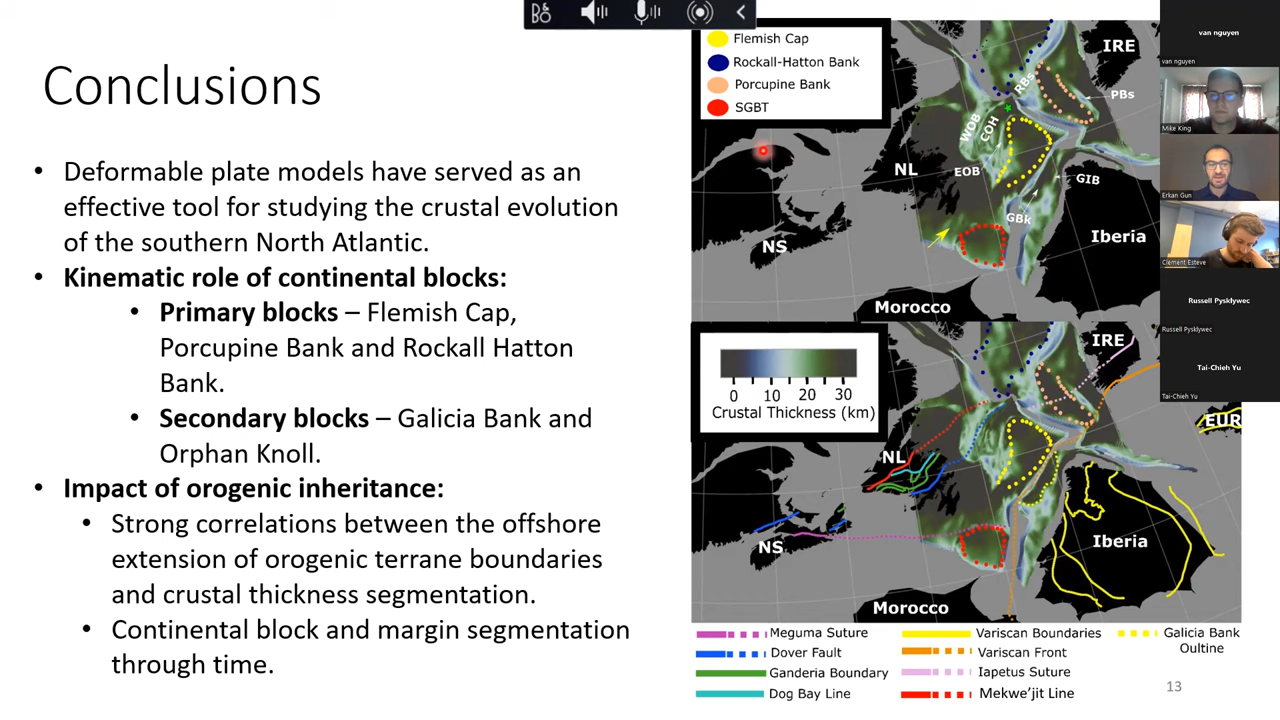 Conclusions
• Deformable plate models have served as an
effective tool for studying the crustal evolution
of the southern North Atlantic.
• Kinematic role of continental blocks:
• Primary blocks – Flemish Cap,
Porcupine Bank and Rockall Hatton
Bank.
• Secondary blocks – Galicia Bank and
Orphan Knoll.
• Impact of orogenic inheritance:
• Strong correlations between the offshore
extension of orogenic terrane boundaries
and crustal thickness segmentation.
• Continental block and margin segmentation
through time.
Flemish Cap
Rockall-Hatton Bank
Porcupine Bank
SGBT
IRE
RBs
PBs
WOB
COH
NL
EOB
GIB
GBk
NS
Iberia
Morocco
0 10 20 30
Crustal Thickness (km)
IRE
EUR
NL
NS
Iberia
Morocco
Meguma Suture
Dover Fault
Ganderia Boundary
Dog Bay Line
Variscan Boundaries
Variscan Front
Iapetus Suture
Mekwe'jit Line
Galicia Bank
Oultine
13
van nguyen
van nguyen
Mike King
Erkan Gun
Clement Esteve
Russell Pysklywec
Russell Pysklywec
Tai-Chieh Yu
Tai-Chieh Yu